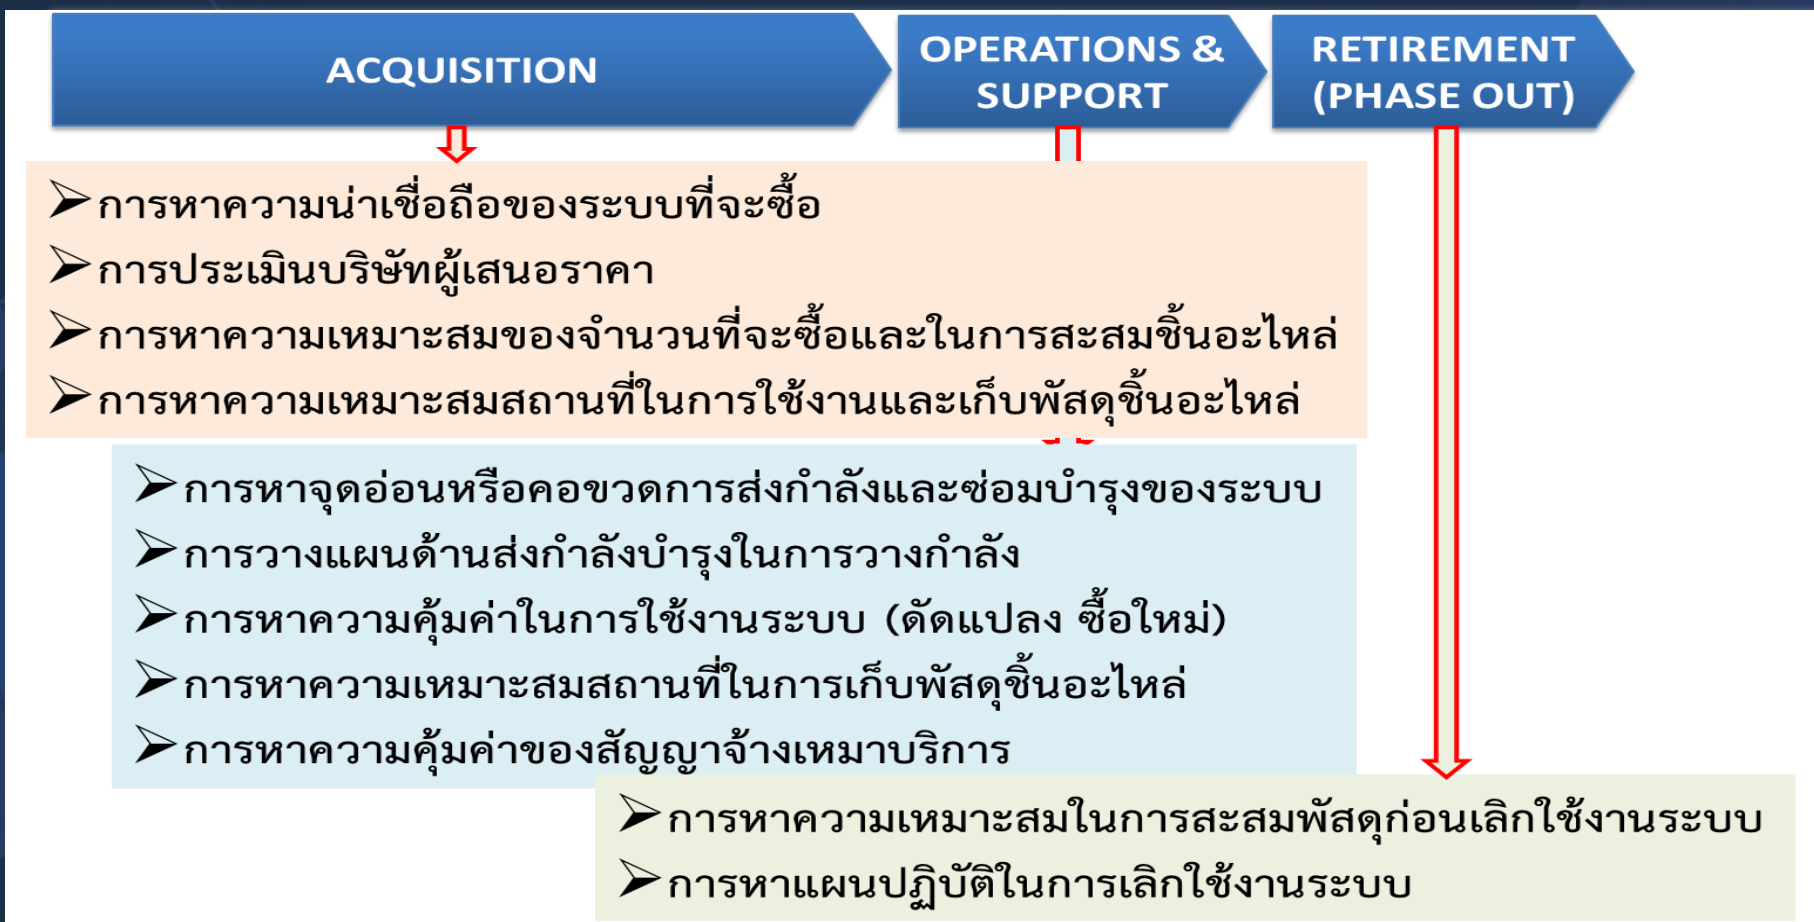 ACQUISITION
OPERATIONS &
SUPPORT
RETIREMENT
(PHASE OUT)
➢การหาความน่าเชื่อถือของระบบที่จะซื้อ
➢การประเมินบริษัทผู้เสนอราคา
➢การหาความเหมาะสมของจำนวนที่จะซื้อและในการสะสมชิ้นอะไหล่
➢การหาความเหมาะสมสถานที่ในการใช้งานและเก็บพัสดุชิ้นอะไหล่
➢การหาจุดอ่อนหรือคอขวดการส่งกำลังและซ่อมบำรุงของระบบ
➢การวางแผนด้านส่งกำลังบำรุงในการวางกำลัง
➢การหาความคุ้มค่าในการใช้งานระบบ (ดัดแปลง ซื้อใหม่)
➢การหาความเหมาะสมสถานที่ในการเก็บพัสดุชิ้นอะไหล่
➢การหาความคุ้มค่าของสัญญาจ้างเหมาบริการ
➢การหาความเหมาะสมในการสะสมพัสดุก่อนเลิกใช้งานระบบ
➢การหาแผนปฏิบัติในการเลิกใช้งานระบบ